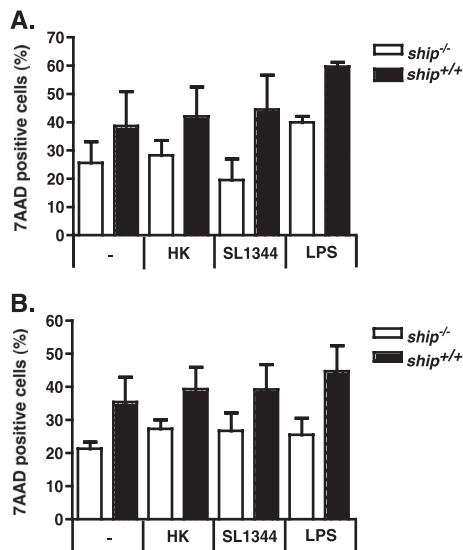 A.
7AAD positive cells (%)
70
60
50
40
30
20
10
0
ship-/-
ship+/+
- HK SL1344 LPS
B.
7AAD positive cells (%)
60
50
40
30
20
10
0
ship-/-
ship+/+
- HK SL1344 LPS